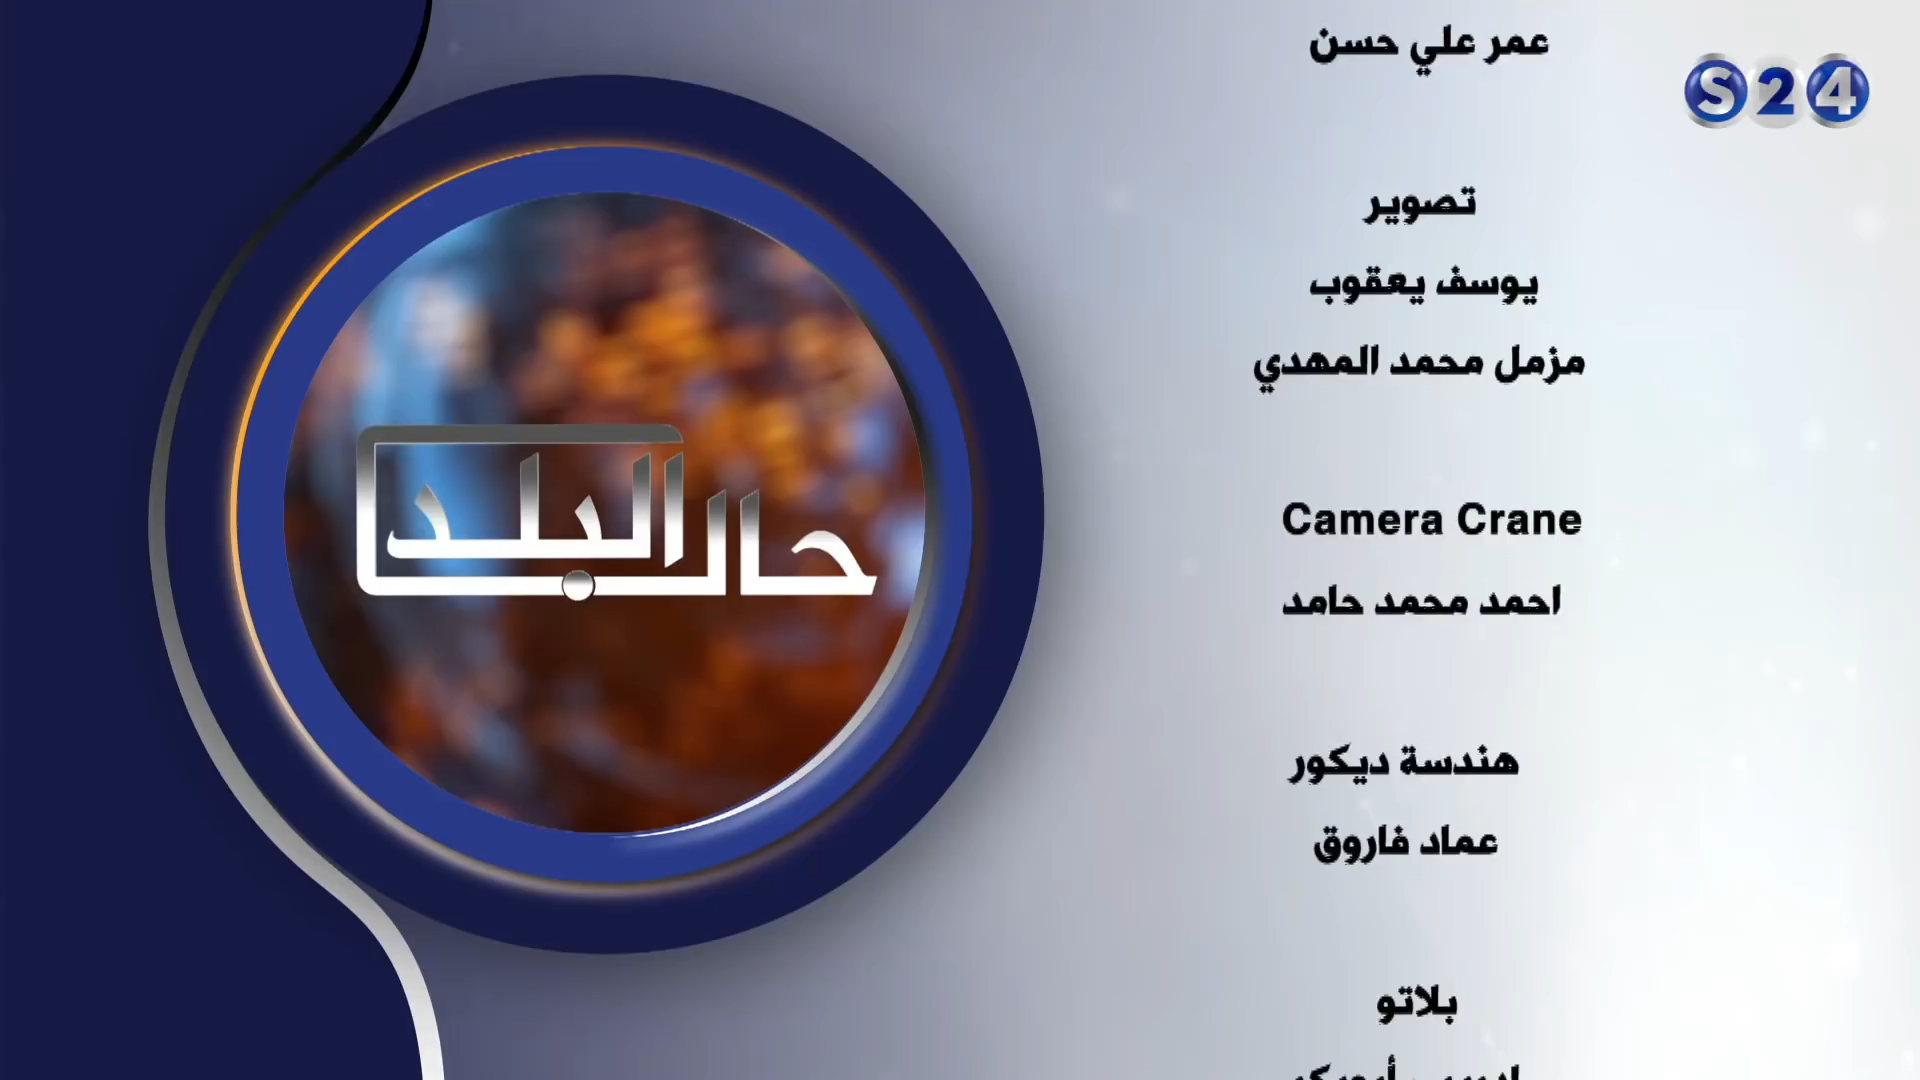 عمر علي حسن
S24
تصوير
يوسف يعقوب
مزمل محمد المهدي
حال البلد
Camera Crane
احمد محمد حامد
هندسة ديكور
عماد فاروق
بلاتو